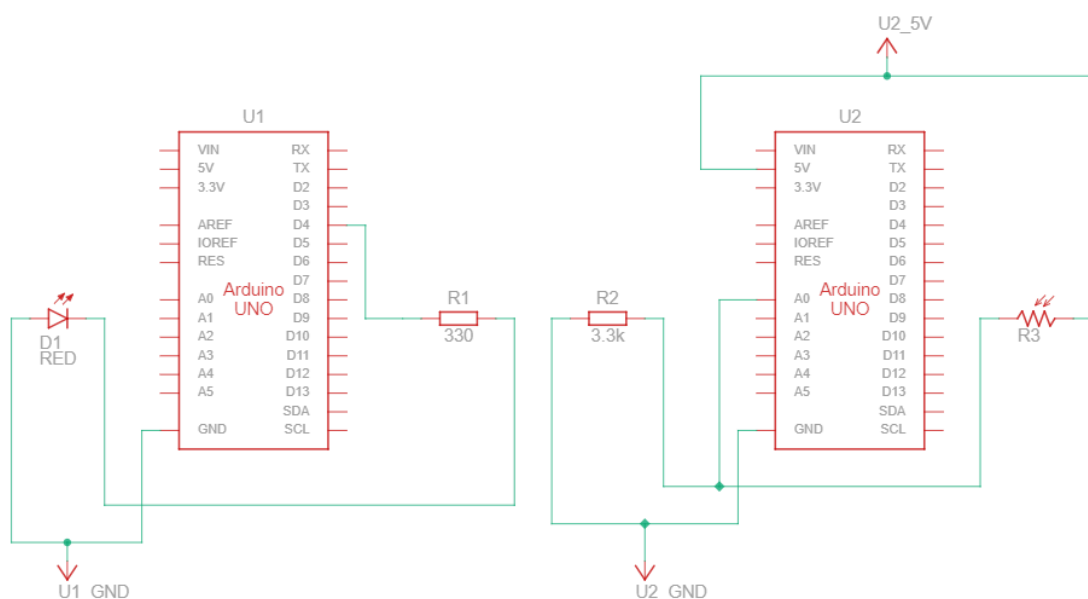 U2_5V
U1
VIN
5V
3.3V
AREF
IOREF
RES
A0
A1
A2
A3
A4
A5
GND
RX
TX
D2
D3
D4
D5
D6
D7
D8
D9
D10
D11
D12
D13
SDA
SCL
Arduino
UNO
D1
RED
R1
330
U1_GND
U2
VIN
5V
3.3V
AREF
IOREF
RES
A0
A1
A2
A3
A4
A5
GND
RX
TX
D2
D3
D4
D5
D6
D7
D8
D9
D10
D11
D12
D13
SDA
SCL
Arduino
UNO
R2
3.3k
R3
U2_GND